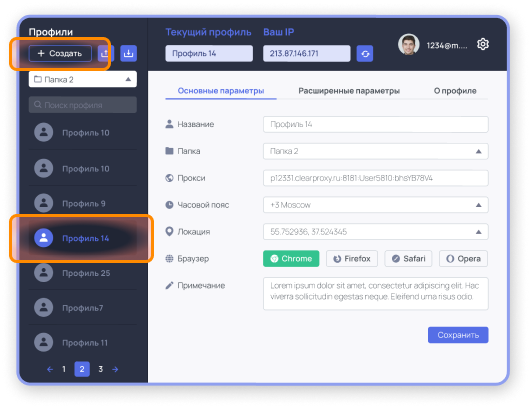 Профили
Текущий профиль
Ваш IP
+ Создать
Профиль 14
213.87.146.171
1234@m....
Папка 2
Поиск профиля
Профиль 10
Профиль 10
Профиль 9
Профиль 14
Профиль 25
Профиль7
Профиль 11
← 1 2 3 →
Основные параметры
Расширенные параметры
О профиле
Название
Профиль 14
Папка
Папка 2
Прокси
p12331.clearproxy.ru:8181:User5810:bhsYB78V4
Часовой пояс
+3 Moscow
Локация
55.752936, 37.524345
Браузер
Chrome
Firefox
Safari
Opera
Примечание
Lorem ipsum dolor sit amet, consectetur adipiscing elit. Hac
viverra sollicitudin egestas neque. Eleifend urna risus odio.
Сохранить